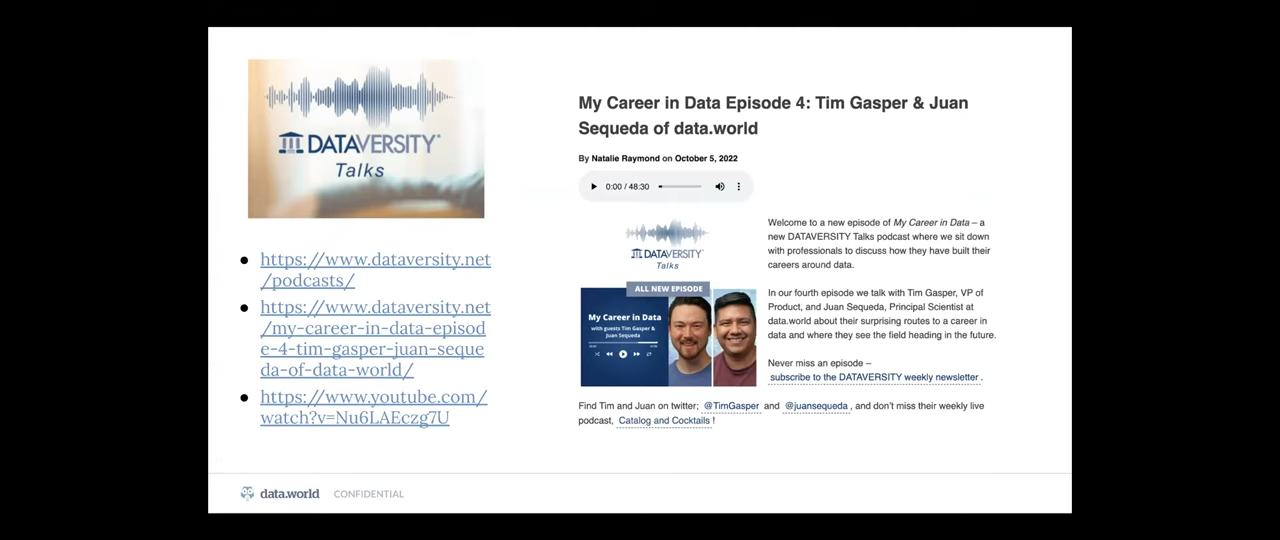 DATAVERSITY
Talks
https://www.dataversity.net
/podcasts/
https://www.dataversity.net
/my-career-in-data-episod
e-4-tim-gasper-juan-seque
da-of-data-world/
https://www.youtube.com/
watch?v=Nu6LAEczg7U
My Career in Data Episode 4: Tim Gasper & Juan
Sequeda of data.world
By Natalie Raymond on October 5, 2022
0:00 / 48:30
DATAVERSITY
Talks
ALL NEW EPISODE
My Career in Data
with guests Tim Gasper &
Juan Sequeda
Welcome to a new episode of My Career in Data – a
new DATAVERSITY Talks podcast where we sit down
with professionals to discuss how they have built their
careers around data.
In our fourth episode we talk with Tim Gasper, VP of
Product, and Juan Sequeda, Principal Scientist at
data.world about their surprising routes to a career in
data and where they see the field heading in the future.
Never miss an episode –
subscribe to the DATAVERSITY weekly newsletter .
Find Tim and Juan on twitter; @TimGasper and @juansequeda , and don't miss their weekly live
podcast, Catalog and Cocktails !
data.world CONFIDENTIAL